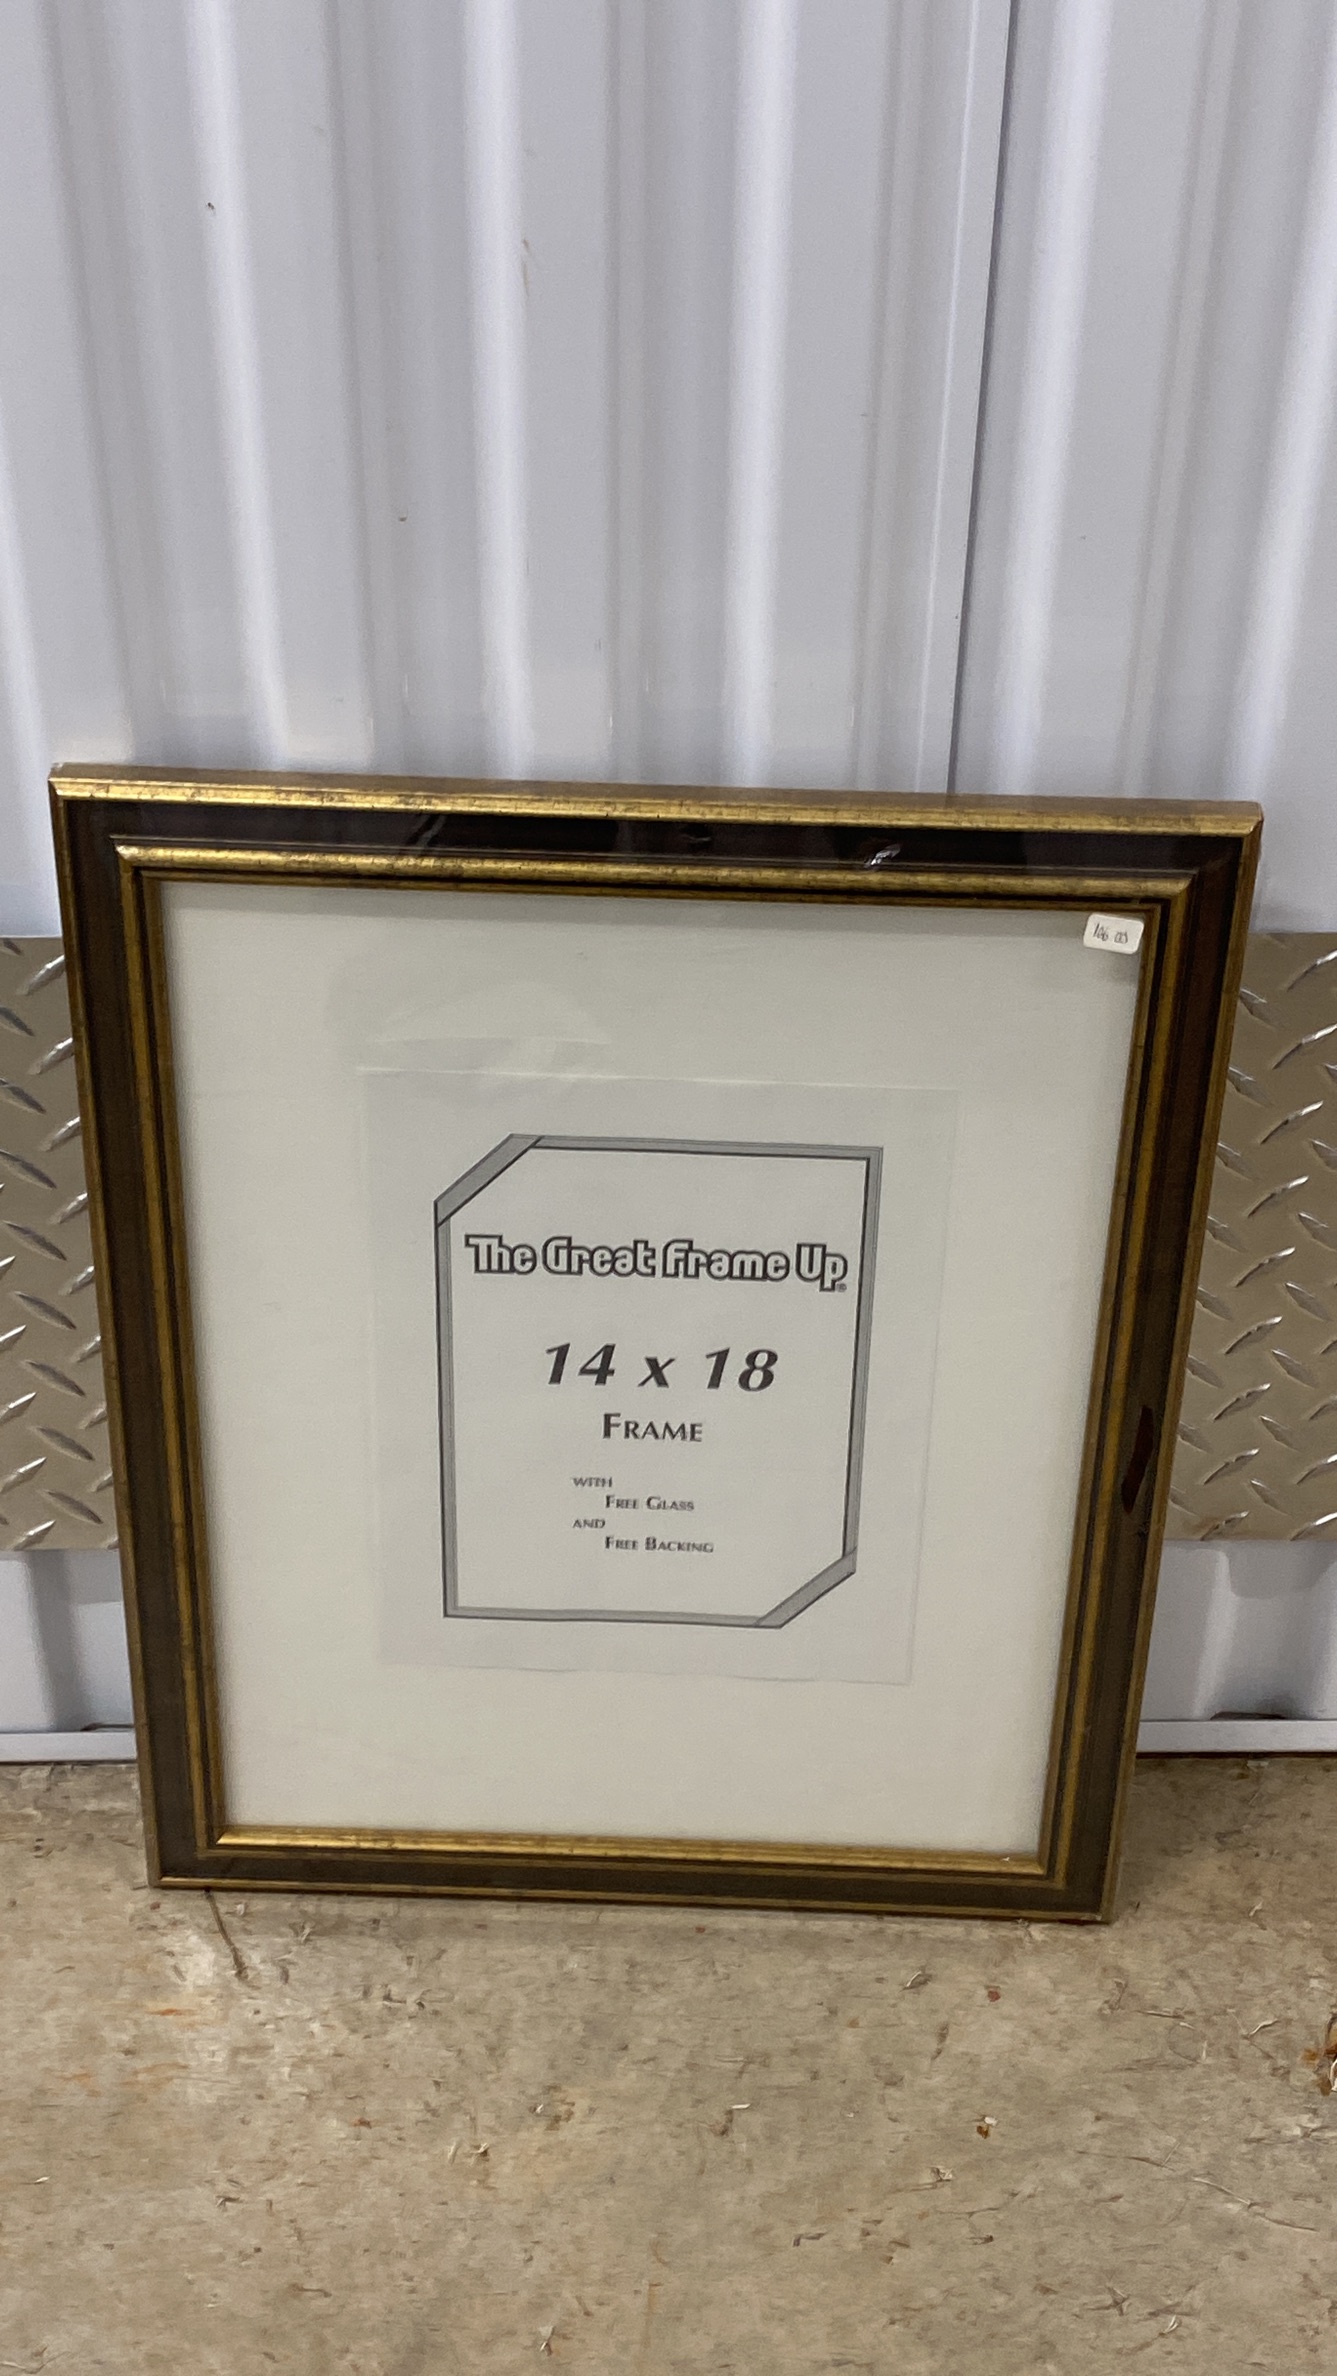 The Great Frame Up®
14 x 18
FRAME
WITH
FREE GLASS
AND
FREE BACKING